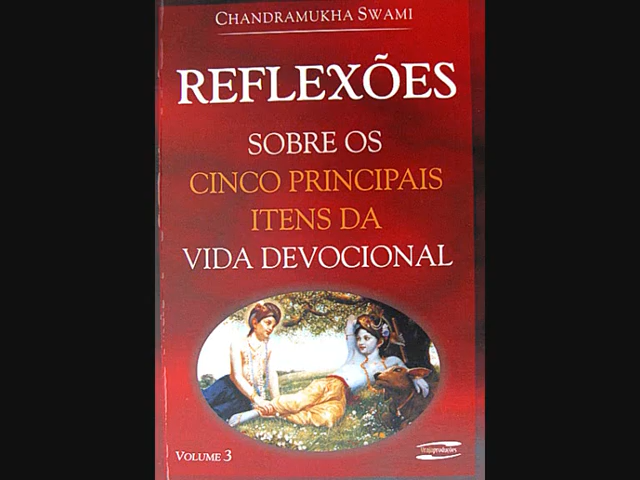 CHANDRAMUKHA SWAMI
REFLEXÕES
SOBRE OS
CINCO PRINCIPAIS
ITENS DA
VIDA DEVOCIONAL
VOLUME 3